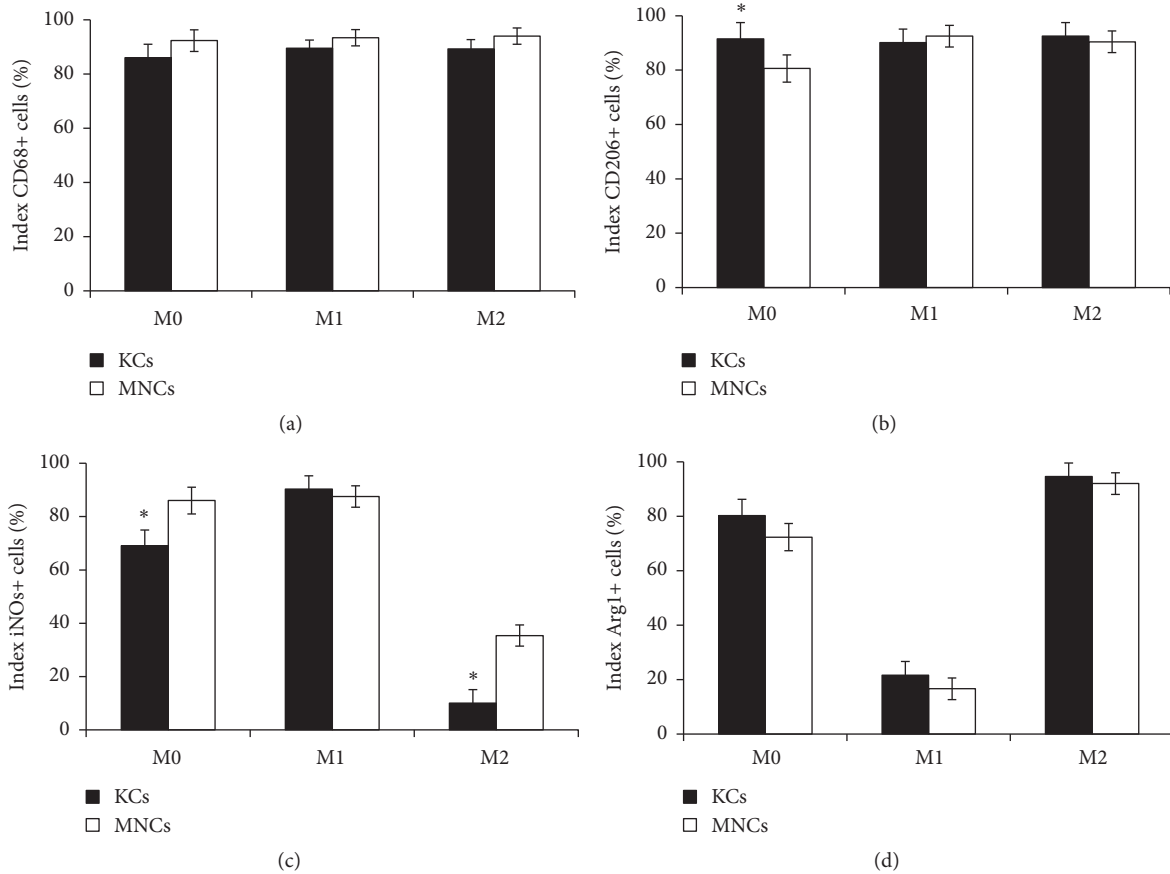 Index CD68+ cells (%)
100
80
60
40
20
0
M0 M1 M2
KCs
MNCs
(a)
Index CD206+ cells (%)
100
80
60
40
20
0
*
M0 M1 M2
KCs
MNCs
(b)
Index iNOs+ cells (%)
100
80
60
40
20
0
*
*
M0 M1 M2
KCs
MNCs
(c)
Index Arg1+ cells (%)
100
80
60
40
20
0
M0 M1 M2
KCs
MNCs
(d)